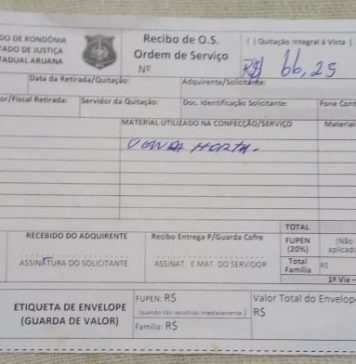 DO DE RONDÔNIA
TADO DE JUSTIÇA
TADUAL ARUANA
Recibo de O.S.
Ordem de Serviço
Nº
( ) Quitação Integral à Vista (
R$ 66,25
Data da Retirada/Quitação:
Adquirente/Solicitante:
or/Fiscal Retirada:
Servidor da Quitação:
Doc. Identificação Solicitante:
Fone Cont
MATERIAL UTILIZADO NA CONFECÇÃO/SERVIÇO
Material
VENDA HORTA-
TOTAL
RECEBIDO DO ADQUIRENTE
Recibo Entrega P/Guarda Cofre
FUPEN (20%)
(Não aplicado
ASSINATURA DO SOLICITANTE
ASSINAT. E MAT. DO SERVIDOR
Total Família
R$
1ª Via –
ETIQUETA DE ENVELOPE
(GUARDA DE VALOR)
FUPEN: R$
(quando não recolhido imediatamente)
Família: R$
Valor Total do Envelop
R$